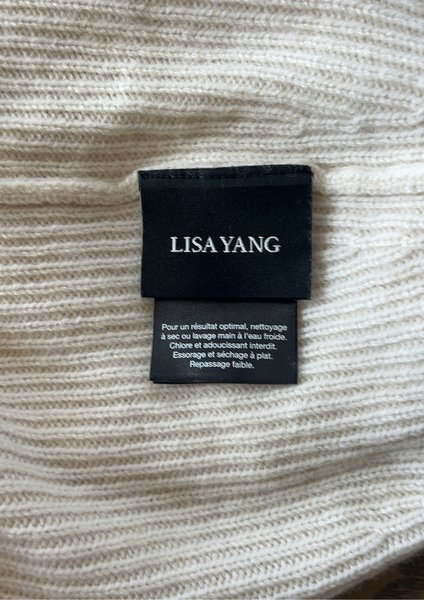 LISA YANG
Pour un résultat optimal, nettoyage
à sec ou lavage main à l'eau froide.
Chlore et adoucissant interdit.
Essorage et séchage à plat.
Repassage faible.